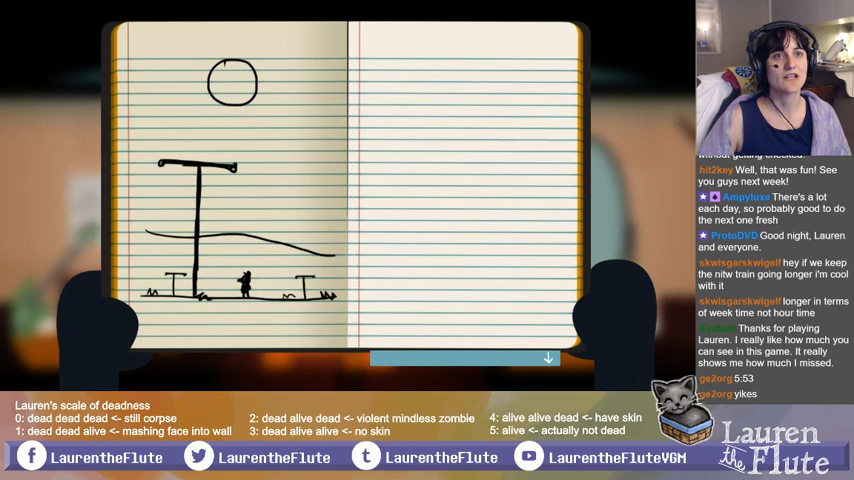 without getting checked.
hit2key Well, that was fun! See
you guys next week!
Ampyluxe There's a lot
each day, so probably good to do
the next one fresh
ProtoDVD Good night, Lauren
and everyone.
skwisgarskwigelf hey if we keep
the nitw train going longer i'm cool
with it
skwisgarskwigelf longer in terms
of week time not hour time
Thanks for playing
Lauren. I really like how much you
can see in this game. It really
shows me how much I missed.
ge2org 5:53
ge2org yikes
Lauren's scale of deadness
0: dead dead dead <- still corpse
1: dead dead alive <- mashing face into wall
2: dead alive dead <- violent mindless zombie
3: dead alive alive <- no skin
4: alive alive dead <- have skin
5: alive <- actually not dead
LaurentheFlute
LaurentheFlute
LaurentheFlute
LaurentheFluteVGM
Lauren
the Flute